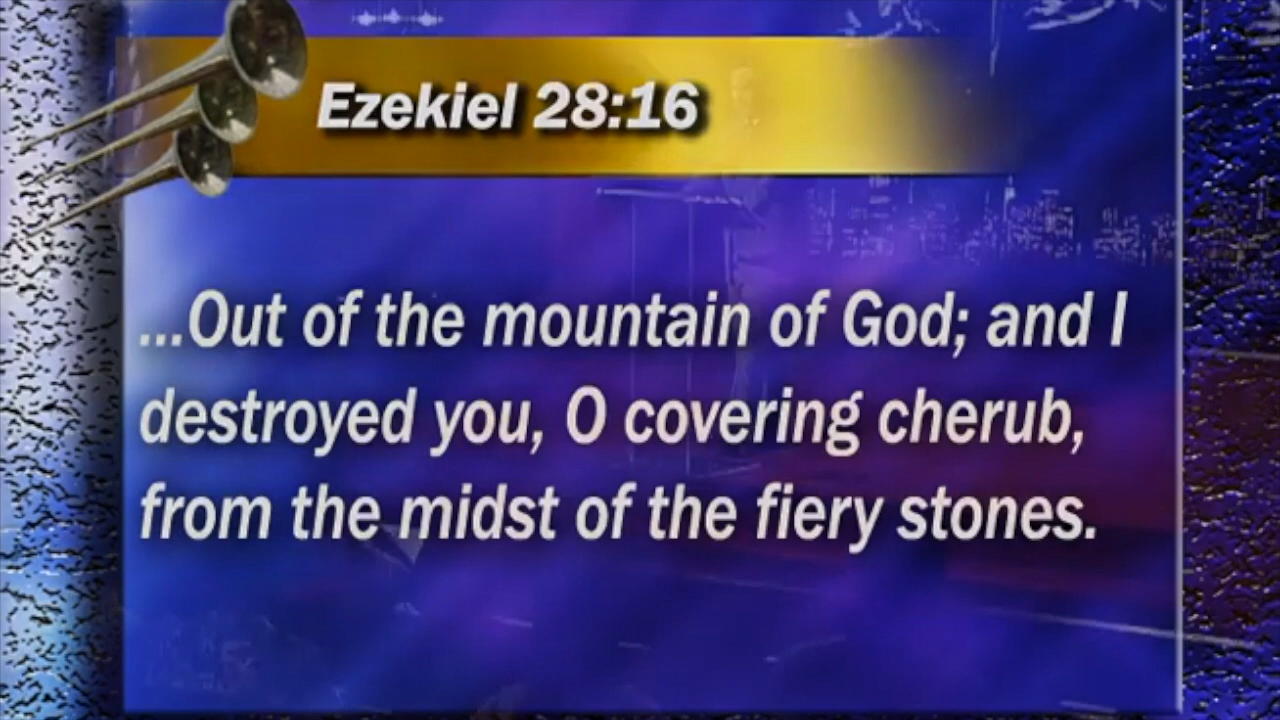 Ezekiel 28:16
...Out of the mountain of God; and I
destroyed you, O covering cherub,
from the midst of the fiery stones.